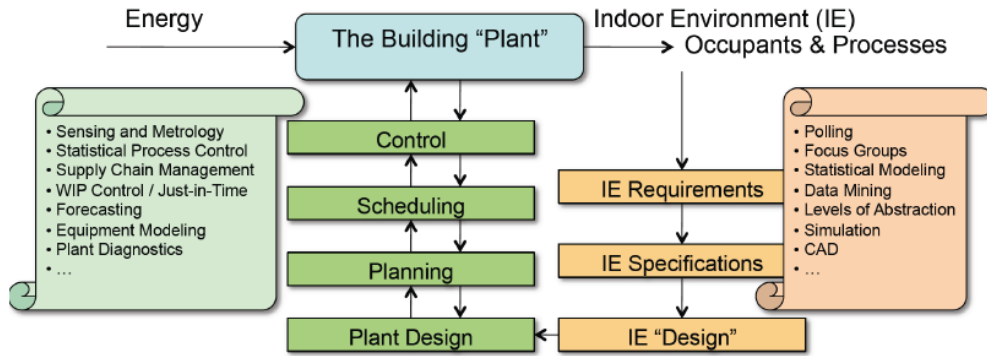 Energy
The Building “Plant”
Indoor Environment (IE)
Occupants & Processes
• Sensing and Metrology
• Statistical Process Control
• Supply Chain Management
• WIP Control / Just-in-Time
• Forecasting
• Equipment Modeling
• Plant Diagnostics
• ...
Control
Scheduling
Planning
Plant Design
IE Requirements
IE Specifications
IE “Design”
• Polling
• Focus Groups
• Statistical Modeling
• Data Mining
• Levels of Abstraction
• Simulation
• CAD
• ...